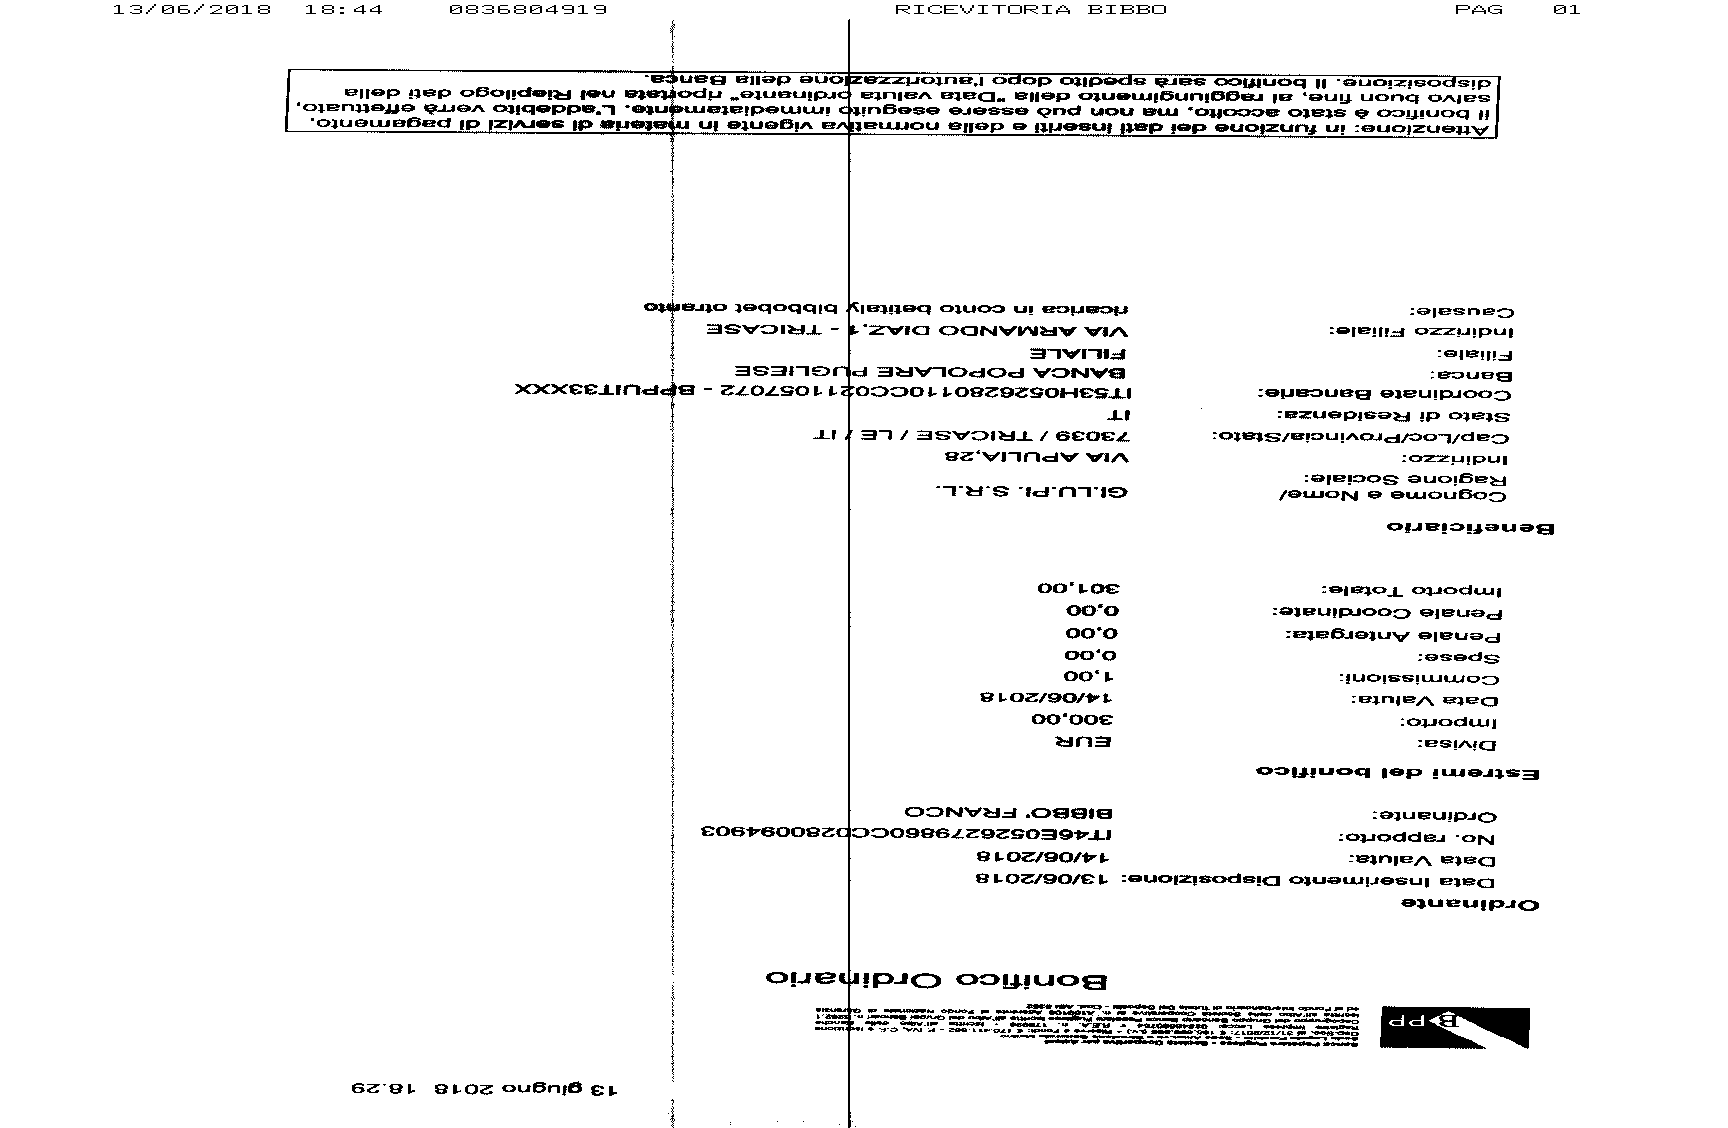 13/06/2018 18:44 0836804919 RICEVITORIA BIBBO PAG 01
13 giugno 2018 18.29
BPP
Banca Popolare Pugliese - Società Cooperativa per Azioni
Bonifico Ordinario
Ordinante
Data Inserimento Disposizione: 13/06/2018
Data Valuta: 14/06/2018
No. rapporto: IT46E0526279860CC0280094903
Ordinante: BIBBO' FRANCO
Estremi del bonifico
Divisa: EUR
Importo: 300,00
Data Valuta: 14/06/2018
Commissioni: 1,00
Spese: 0,00
Penale Antergata: 0,00
Penale Coordinate: 0,00
Importo Totale: 301,00
Beneficiario
Cognome e Nome/ GI.LU.PI. S.R.L.
Ragione Sociale:
Indirizzo: VIA APULIA,28
Cap/Loc/Provincia/Stato: 73039 / TRICASE / LE / IT
Stato di Residenza: IT
Coordinate Bancarie: IT53H0526280110CC0211057072 - BPPUIT33XXX
Banca: BANCA POPOLARE PUGLIESE
Filiale: FILIALE
Indirizzo Filiale: VIA ARMANDO DIAZ,1 - TRICASE
Causale: ricarica in conto betitaly bibbobet otranto
Attenzione: in funzione dei dati inseriti e della normativa vigente in materia di servizi di pagamento,
il bonifico è stato accolto, ma non può essere eseguito immediatamente. L'addebito verrà effettuato,
salvo buon fine, al raggiungimento della "Data valuta ordinante" riportata nel Riepilogo dati della
disposizione. Il bonifico sarà spedito dopo l'autorizzazione della Banca.